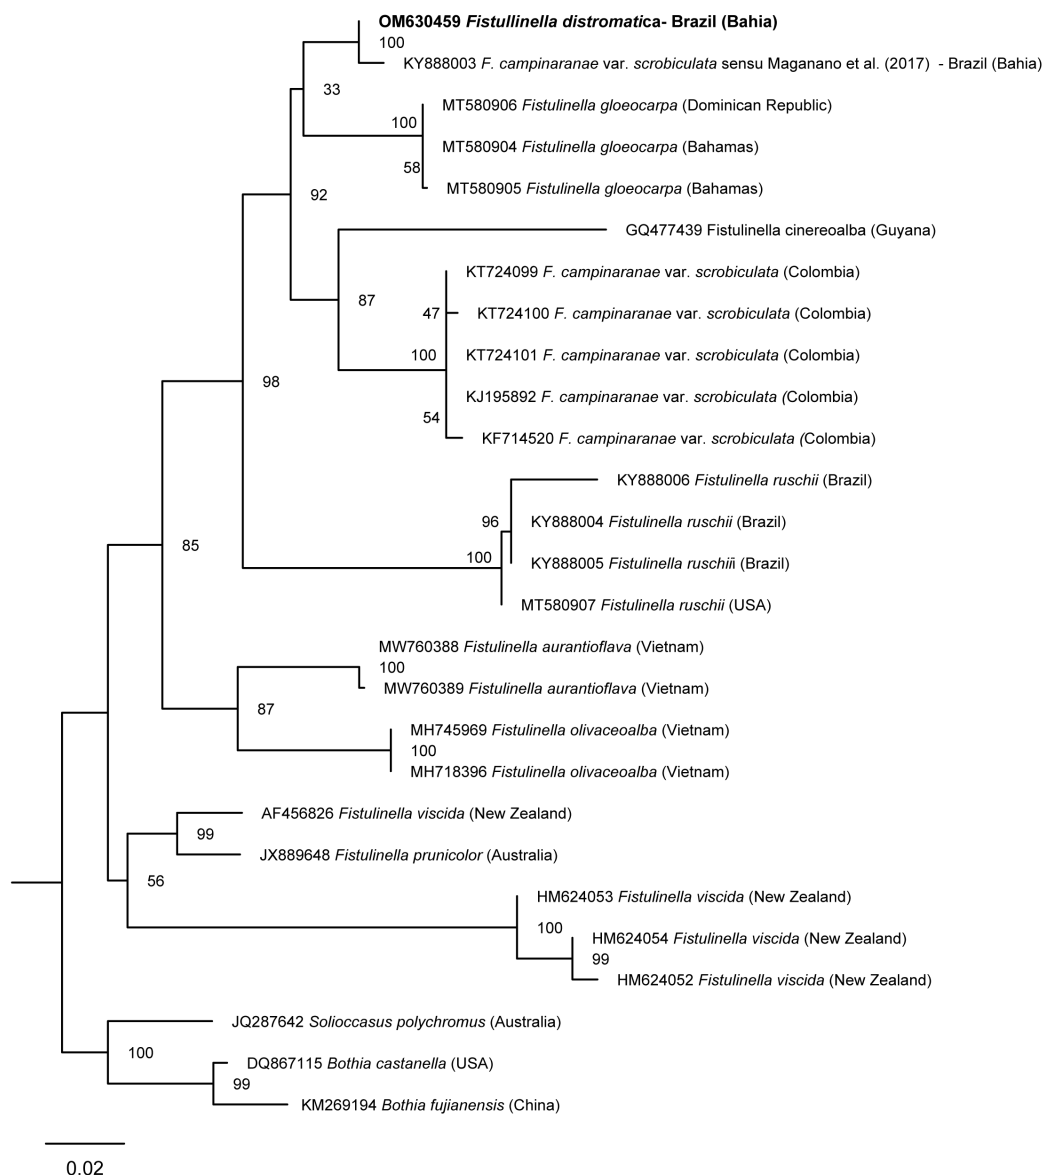 OM630459 Fistullinella distromatica- Brazil (Bahia)
100
KY888003 F. campinaranae var. scrobiculata sensu Maganano et al. (2017) - Brazil (Bahia)
33
MT580906 Fistulinella gloeocarpa (Dominican Republic)
100
MT580904 Fistulinella gloeocarpa (Bahamas)
58
MT580905 Fistulinella gloeocarpa (Bahamas)
92
GQ477439 Fistulinella cinereoalba (Guyana)
KT724099 F. campinaranae var. scrobiculata (Colombia)
87
47
KT724100 F. campinaranae var. scrobiculata (Colombia)
100
KT724101 F. campinaranae var. scrobiculata (Colombia)
98
KJ195892 F. campinaranae var. scrobiculata (Colombia)
54
KF714520 F. campinaranae var. scrobiculata (Colombia)
KY888006 Fistulinella ruschii (Brazil)
96
KY888004 Fistulinella ruschii (Brazil)
85
100
KY888005 Fistulinella ruschii (Brazil)
MT580907 Fistulinella ruschii (USA)
MW760388 Fistulinella aurantioflava (Vietnam)
100
MW760389 Fistulinella aurantioflava (Vietnam)
87
MH745969 Fistulinella olivaceoalba (Vietnam)
100
MH718396 Fistulinella olivaceoalba (Vietnam)
AF456826 Fistulinella viscida (New Zealand)
99
JX889648 Fistulinella prunicolor (Australia)
56
HM624053 Fistulinella viscida (New Zealand)
100
HM624054 Fistulinella viscida (New Zealand)
99
HM624052 Fistulinella viscida (New Zealand)
JQ287642 Solioccasus polychromus (Australia)
100
DQ867115 Bothia castanella (USA)
99
KM269194 Bothia fujianensis (China)
0.02